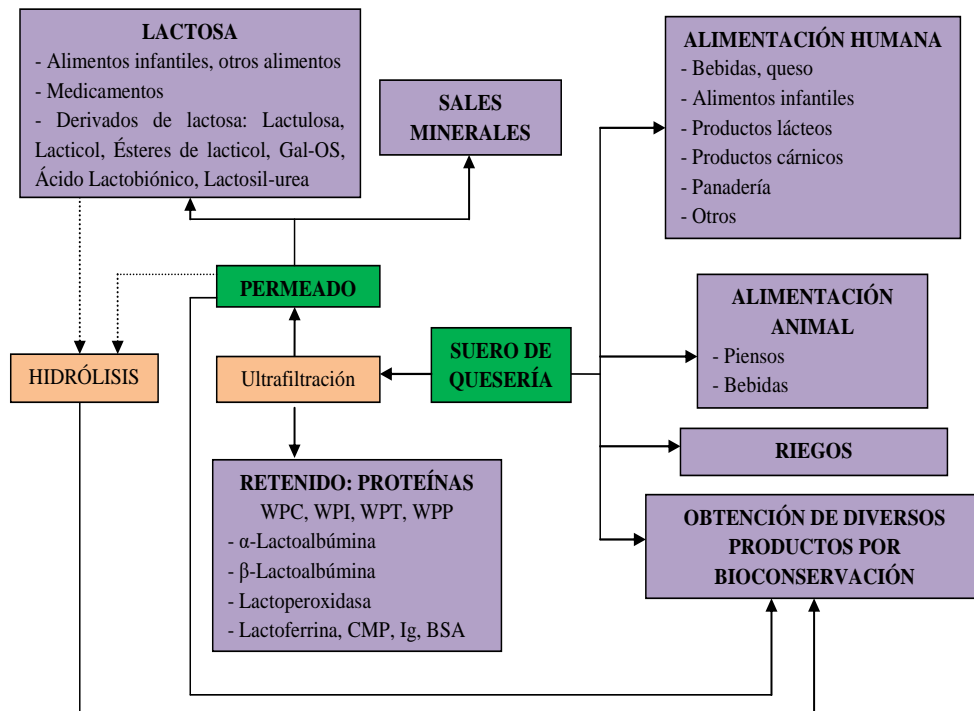 LACTOSA
- Alimentos infantiles, otros alimentos
- Medicamentos
- Derivados de lactosa: Lactulosa,
Lacticol, Ésteres de lacticol, Gal-OS,
Ácido Lactobiónico, Lactosil-urea
SALES
MINERALES
ALIMENTACIÓN HUMANA
- Bebidas, queso
- Alimentos infantiles
- Productos lácteos
- Productos cárnicos
- Panadería
- Otros
PERMEADO
ALIMENTACIÓN
ANIMAL
- Piensos
- Bebidas
HIDRÓLISIS
Ultrafiltración
SUERO DE
QUESERÍA
RIEGOS
RETENIDO: PROTEÍNAS
WPC, WPI, WPT, WPP
- α-Lactoalbúmina
- β-Lactoalbúmina
- Lactoperoxidasa
- Lactoferrina, CMP, Ig, BSA
OBTENCIÓN DE DIVERSOS
PRODUCTOS POR
BIOCONSERVACIÓN